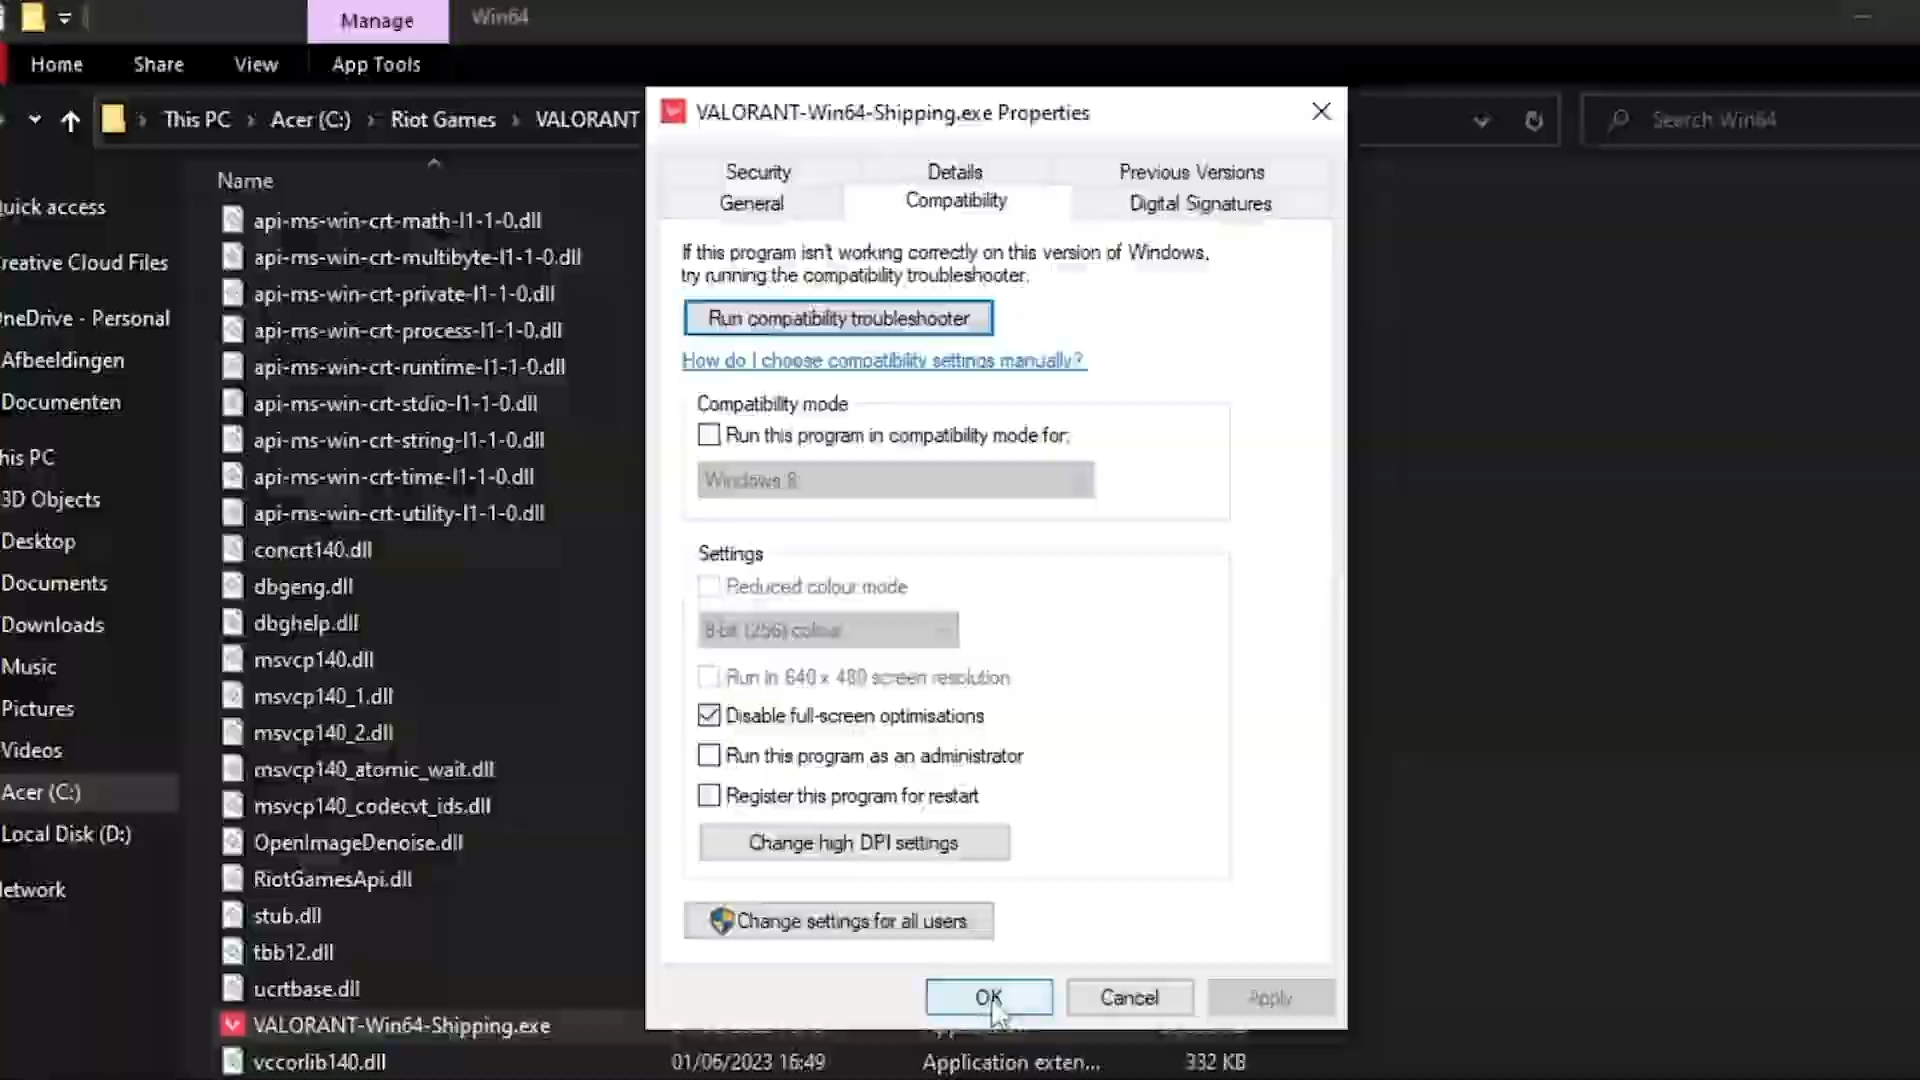 Manage
Win64
Home
Share
View
App Tools
This PC
Acer (C:)
Riot Games
VALORANT
Search Win64
Name
uick access
reative Cloud Files
neDrive - Personal
Afbeeldingen
Documenten
his PC
3D Objects
Desktop
Documents
Downloads
Music
Pictures
Videos
Acer (C:)
Local Disk (D:)
etwork
api-ms-win-crt-math-l1-1-0.dll
api-ms-win-crt-multibyte-l1-1-0.dll
api-ms-win-crt-private-l1-1-0.dll
api-ms-win-crt-process-l1-1-0.dll
api-ms-win-crt-runtime-l1-1-0.dll
api-ms-win-crt-stdio-l1-1-0.dll
api-ms-win-crt-string-l1-1-0.dll
api-ms-win-crt-time-l1-1-0.dll
api-ms-win-crt-utility-l1-1-0.dll
concrt140.dll
dbgeng.dll
dbghelp.dll
msvcp140.dll
msvcp140_1.dll
msvcp140_2.dll
msvcp140_atomic_wait.dll
msvcp140_codecvt_ids.dll
OpenImageDenoise.dll
RiotGamesApi.dll
stub.dll
tbb12.dll
ucrtbase.dll
VALORANT-Win64-Shipping.exe
vccorlib140.dll
01/06/2023 16:49
Application exten...
332 KB
VALORANT-Win64-Shipping.exe Properties
Security
Details
Previous Versions
General
Compatibility
Digital Signatures
If this program isn't working correctly on this version of Windows,
try running the compatibility troubleshooter.
Run compatibility troubleshooter
How do I choose compatibility settings manually?
Compatibility mode
Run this program in compatibility mode for:
Windows 8
Settings
Reduced colour mode
8-bit (256) colour
Run in 640 x 480 screen resolution
Disable full-screen optimisations
Run this program as an administrator
Register this program for restart
Change high DPI settings
Change settings for all users
OK
Cancel
Apply